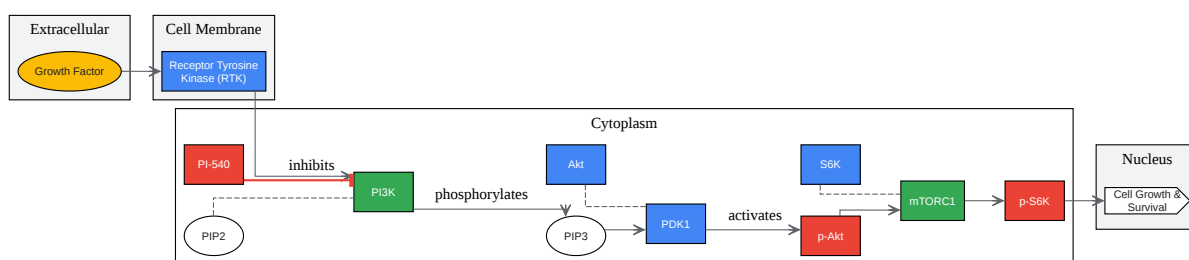 Extracellular
Growth Factor
Cell Membrane
Receptor Tyrosine
Kinase (RTK)
Cytoplasm
PI-540
inhibits
PI3K
PIP2
phosphorylates
Akt
PIP3
PDK1
activates
S6K
p-Akt
mTORC1
p-S6K
Nucleus
Cell Growth &
Survival